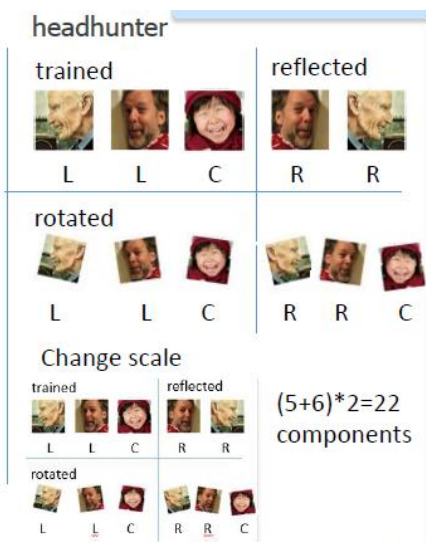 headhunter
trained
reflected
L L C R R
rotated
L L C R R C
Change scale
trained
reflected
L L C R R
rotated
L L C R R C
(5+6)*2=22
components